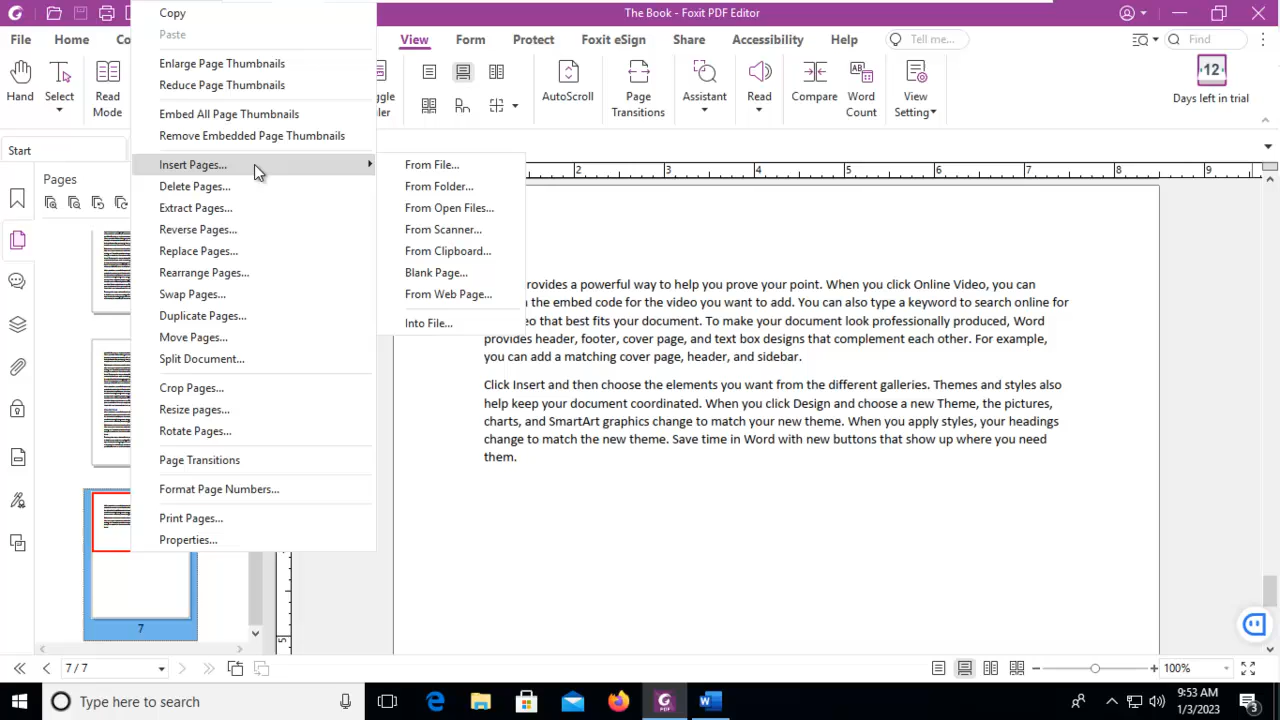 The Book - Foxit PDF Editor
File
Home
Co
View
Form
Protect
Foxit eSign
Share
Accessibility
Help
Tell me...
Find
Hand
Select
Read
Mode
AutoScroll
Page
Transitions
Assistant
Read
Compare
Word
Count
View
Setting
12
Days left in trial
Start
Pages
Copy
Paste
Enlarge Page Thumbnails
Reduce Page Thumbnails
Embed All Page Thumbnails
Remove Embedded Page Thumbnails
Insert Pages...
Delete Pages...
Extract Pages...
Reverse Pages...
Replace Pages...
Rearrange Pages...
Swap Pages...
Duplicate Pages...
Move Pages...
Split Document...
Crop Pages...
Resize pages...
Rotate Pages...
Page Transitions
Format Page Numbers...
Print Pages...
Properties...
From File...
From Folder...
From Open Files...
From Scanner...
From Clipboard...
Blank Page...
From Web Page...
Into File...
2 3 4 5 6 7 8 9
provides a powerful way to help you prove your point. When you click Online Video, you can
the embed code for the video you want to add. You can also type a keyword to search online for
that best fits your document. To make your document look professionally produced, Word
provides header, footer, cover page, and text box designs that complement each other. For example,
you can add a matching cover page, header, and sidebar.
Click Insert and then choose the elements you want from the different galleries. Themes and styles also
help keep your document coordinated. When you click Design and choose a new Theme, the pictures,
charts, and SmartArt graphics change to match your new theme. When you apply styles, your headings
change to match the new theme. Save time in Word with new buttons that show up where you need
them.
7
5
7 / 7
100%
Type here to search
9:53 AM
1/3/2023
3